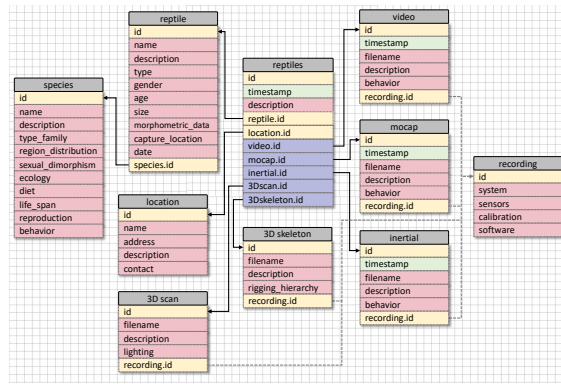 reptile
id
name
description
type
gender
age
size
morphometric_data
capture_location
date
species.id
species
id
name
description
type_family
region_distribution
sexual_dimorphism
ecology
diet
life_span
reproduction
behavior
location
id
name
address
description
contact
3D scan
id
filename
description
lighting
recording.id
reptiles
id
timestamp
description
reptile.id
location.id
video.id
mocap.id
inertial.id
3Dscan.id
3Dskeleton.id
3D skeleton
id
filename
description
rigging_hierarchy
recording.id
video
id
timestamp
filename
description
behavior
recording.id
mocap
id
timestamp
filename
description
behavior
recording.id
inertial
id
timestamp
filename
description
behavior
recording.id
recording
id
system
sensors
calibration
software